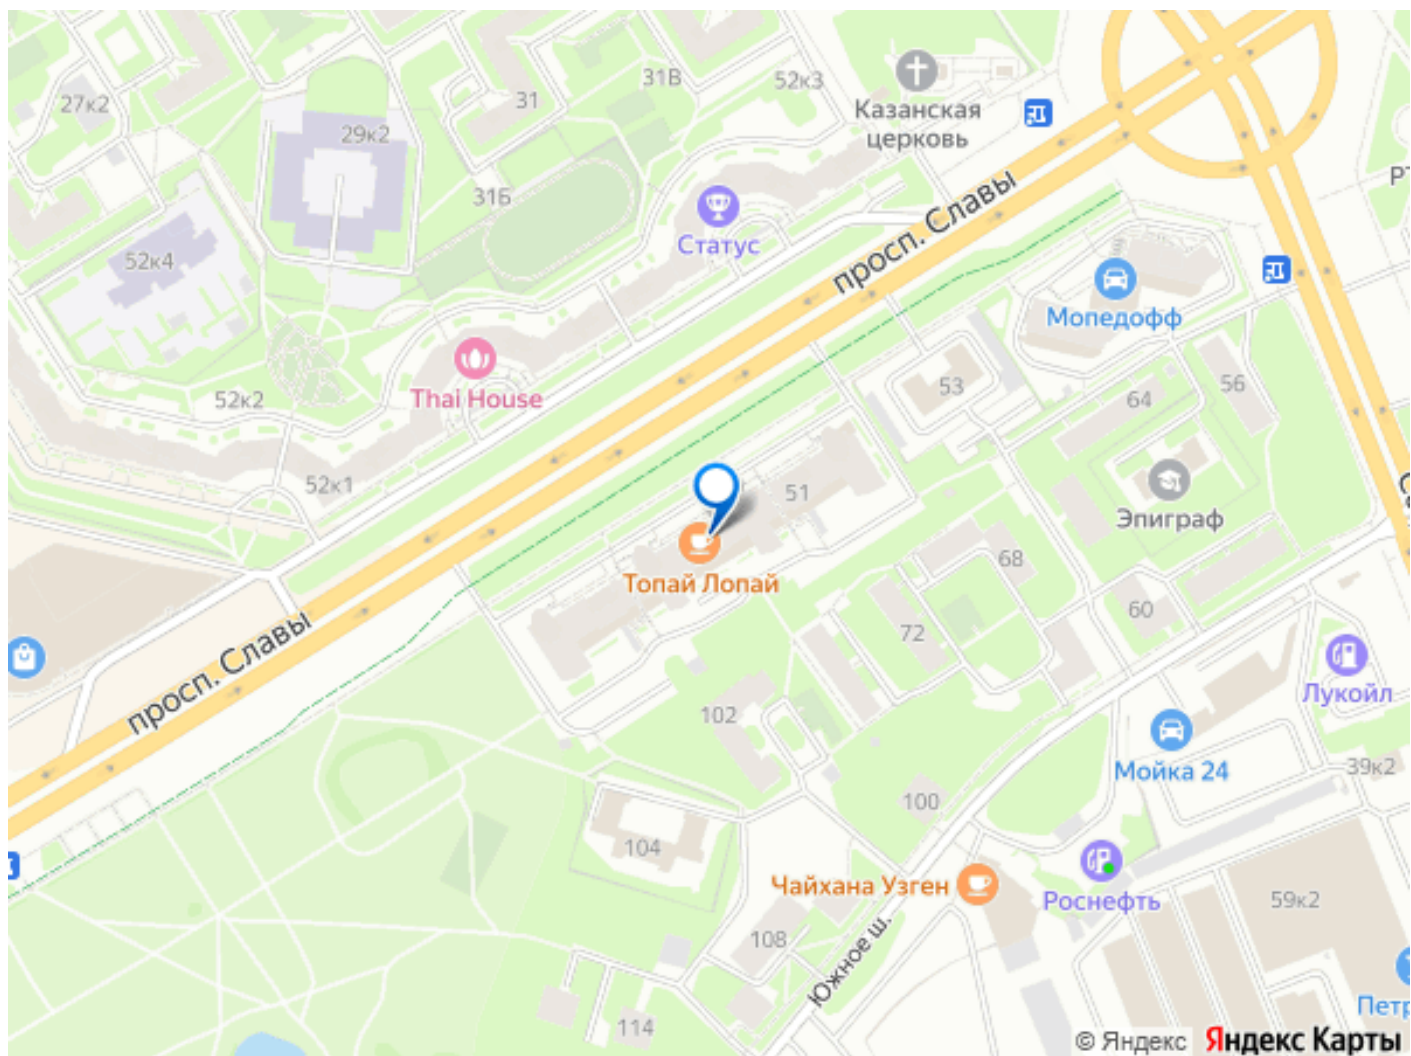 31В
52к3
27к2
31
29к2
Казанская
церковь
31Б
просп. Славы
Статус
52к4
Мопедофф
Thai House
52к2
53
56
64
52к1
51
Эпиграф
Топай Лопай
68
60
72
просп. Славы
Лукойл
102
Мойка 24
39к2
100
104
Чайхана Узген
Роснефть
59к2
108
Южное ш.
114
© Яндекс
Яндекс Карты